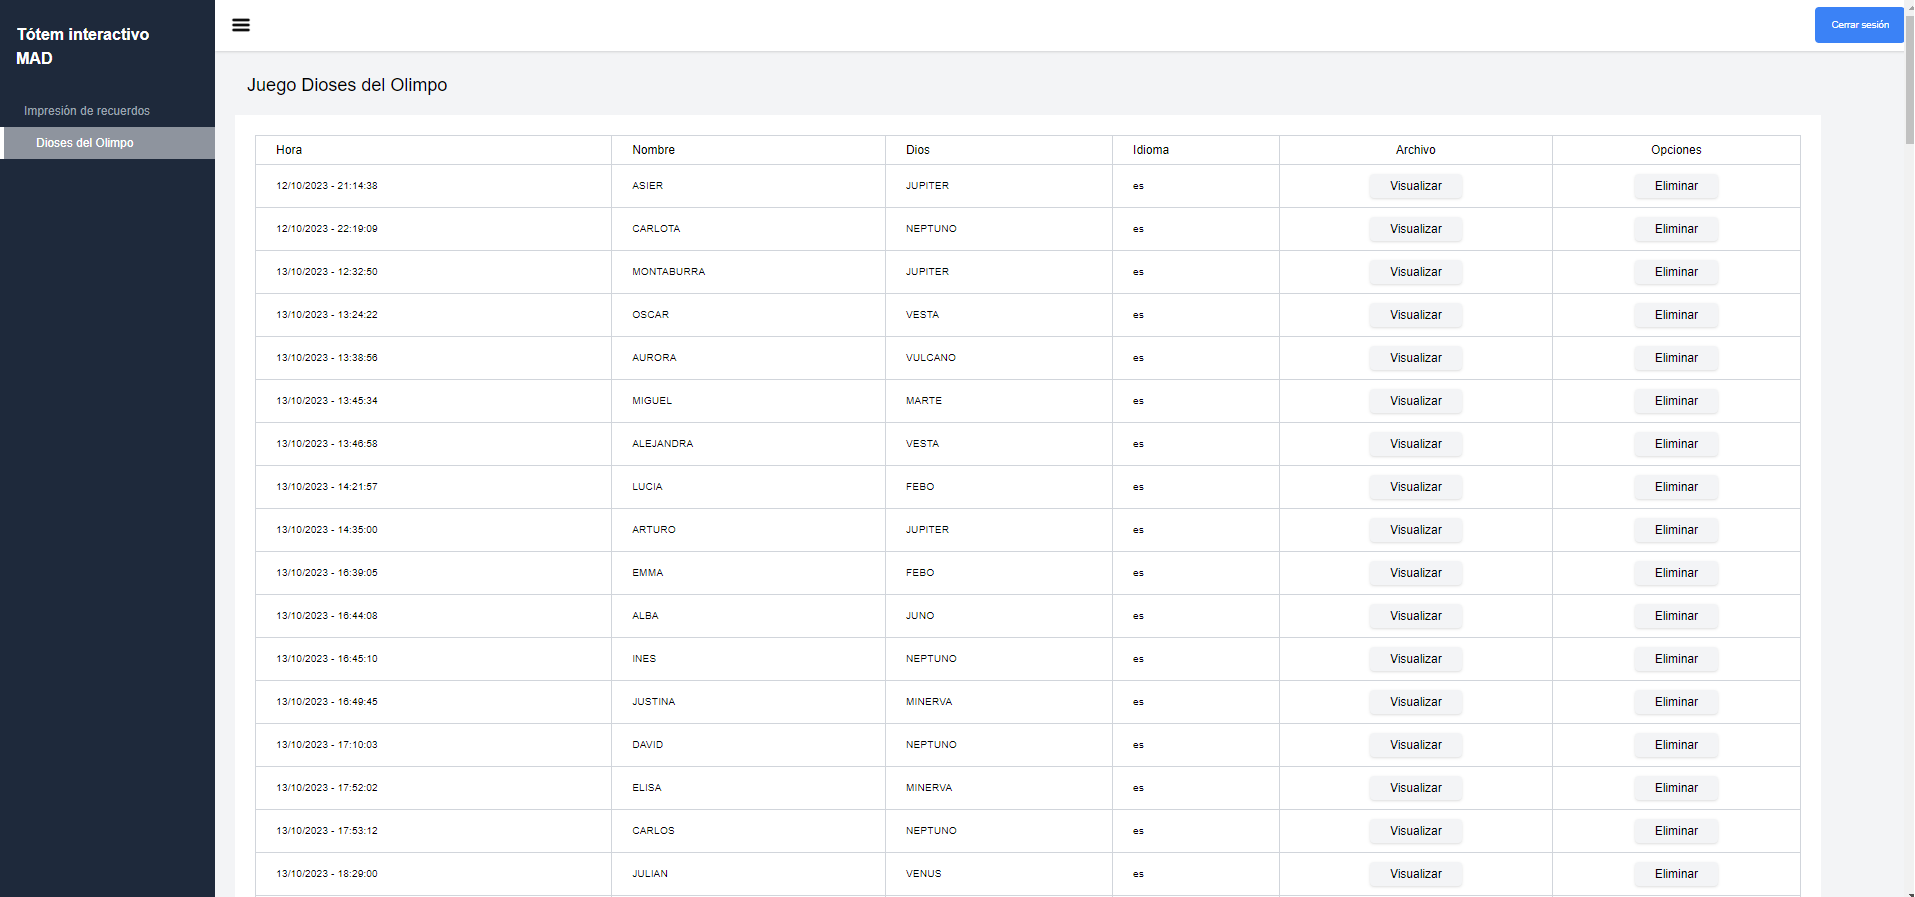 Tótem interactivo
MAD
Impresión de recuerdos
Dioses del Olimpo
Cerrar sesión
Juego Dioses del Olimpo
Hora Nombre Dios Idioma Archivo Opciones
12/10/2023 - 21:14:38 ASIER JUPITER es Visualizar Eliminar
12/10/2023 - 22:19:09 CARLOTA NEPTUNO es Visualizar Eliminar
13/10/2023 - 12:32:50 MONTABURRA JUPITER es Visualizar Eliminar
13/10/2023 - 13:24:22 OSCAR VESTA es Visualizar Eliminar
13/10/2023 - 13:38:56 AURORA VULCANO es Visualizar Eliminar
13/10/2023 - 13:45:34 MIGUEL MARTE es Visualizar Eliminar
13/10/2023 - 13:46:58 ALEJANDRA VESTA es Visualizar Eliminar
13/10/2023 - 14:21:57 LUCIA FEBO es Visualizar Eliminar
13/10/2023 - 14:35:00 ARTURO JUPITER es Visualizar Eliminar
13/10/2023 - 16:39:05 EMMA FEBO es Visualizar Eliminar
13/10/2023 - 16:44:08 ALBA JUNO es Visualizar Eliminar
13/10/2023 - 16:45:10 INES NEPTUNO es Visualizar Eliminar
13/10/2023 - 16:49:45 JUSTINA MINERVA es Visualizar Eliminar
13/10/2023 - 17:10:03 DAVID NEPTUNO es Visualizar Eliminar
13/10/2023 - 17:52:02 ELISA MINERVA es Visualizar Eliminar
13/10/2023 - 17:53:12 CARLOS NEPTUNO es Visualizar Eliminar
13/10/2023 - 18:29:00 JULIAN VENUS es Visualizar Eliminar